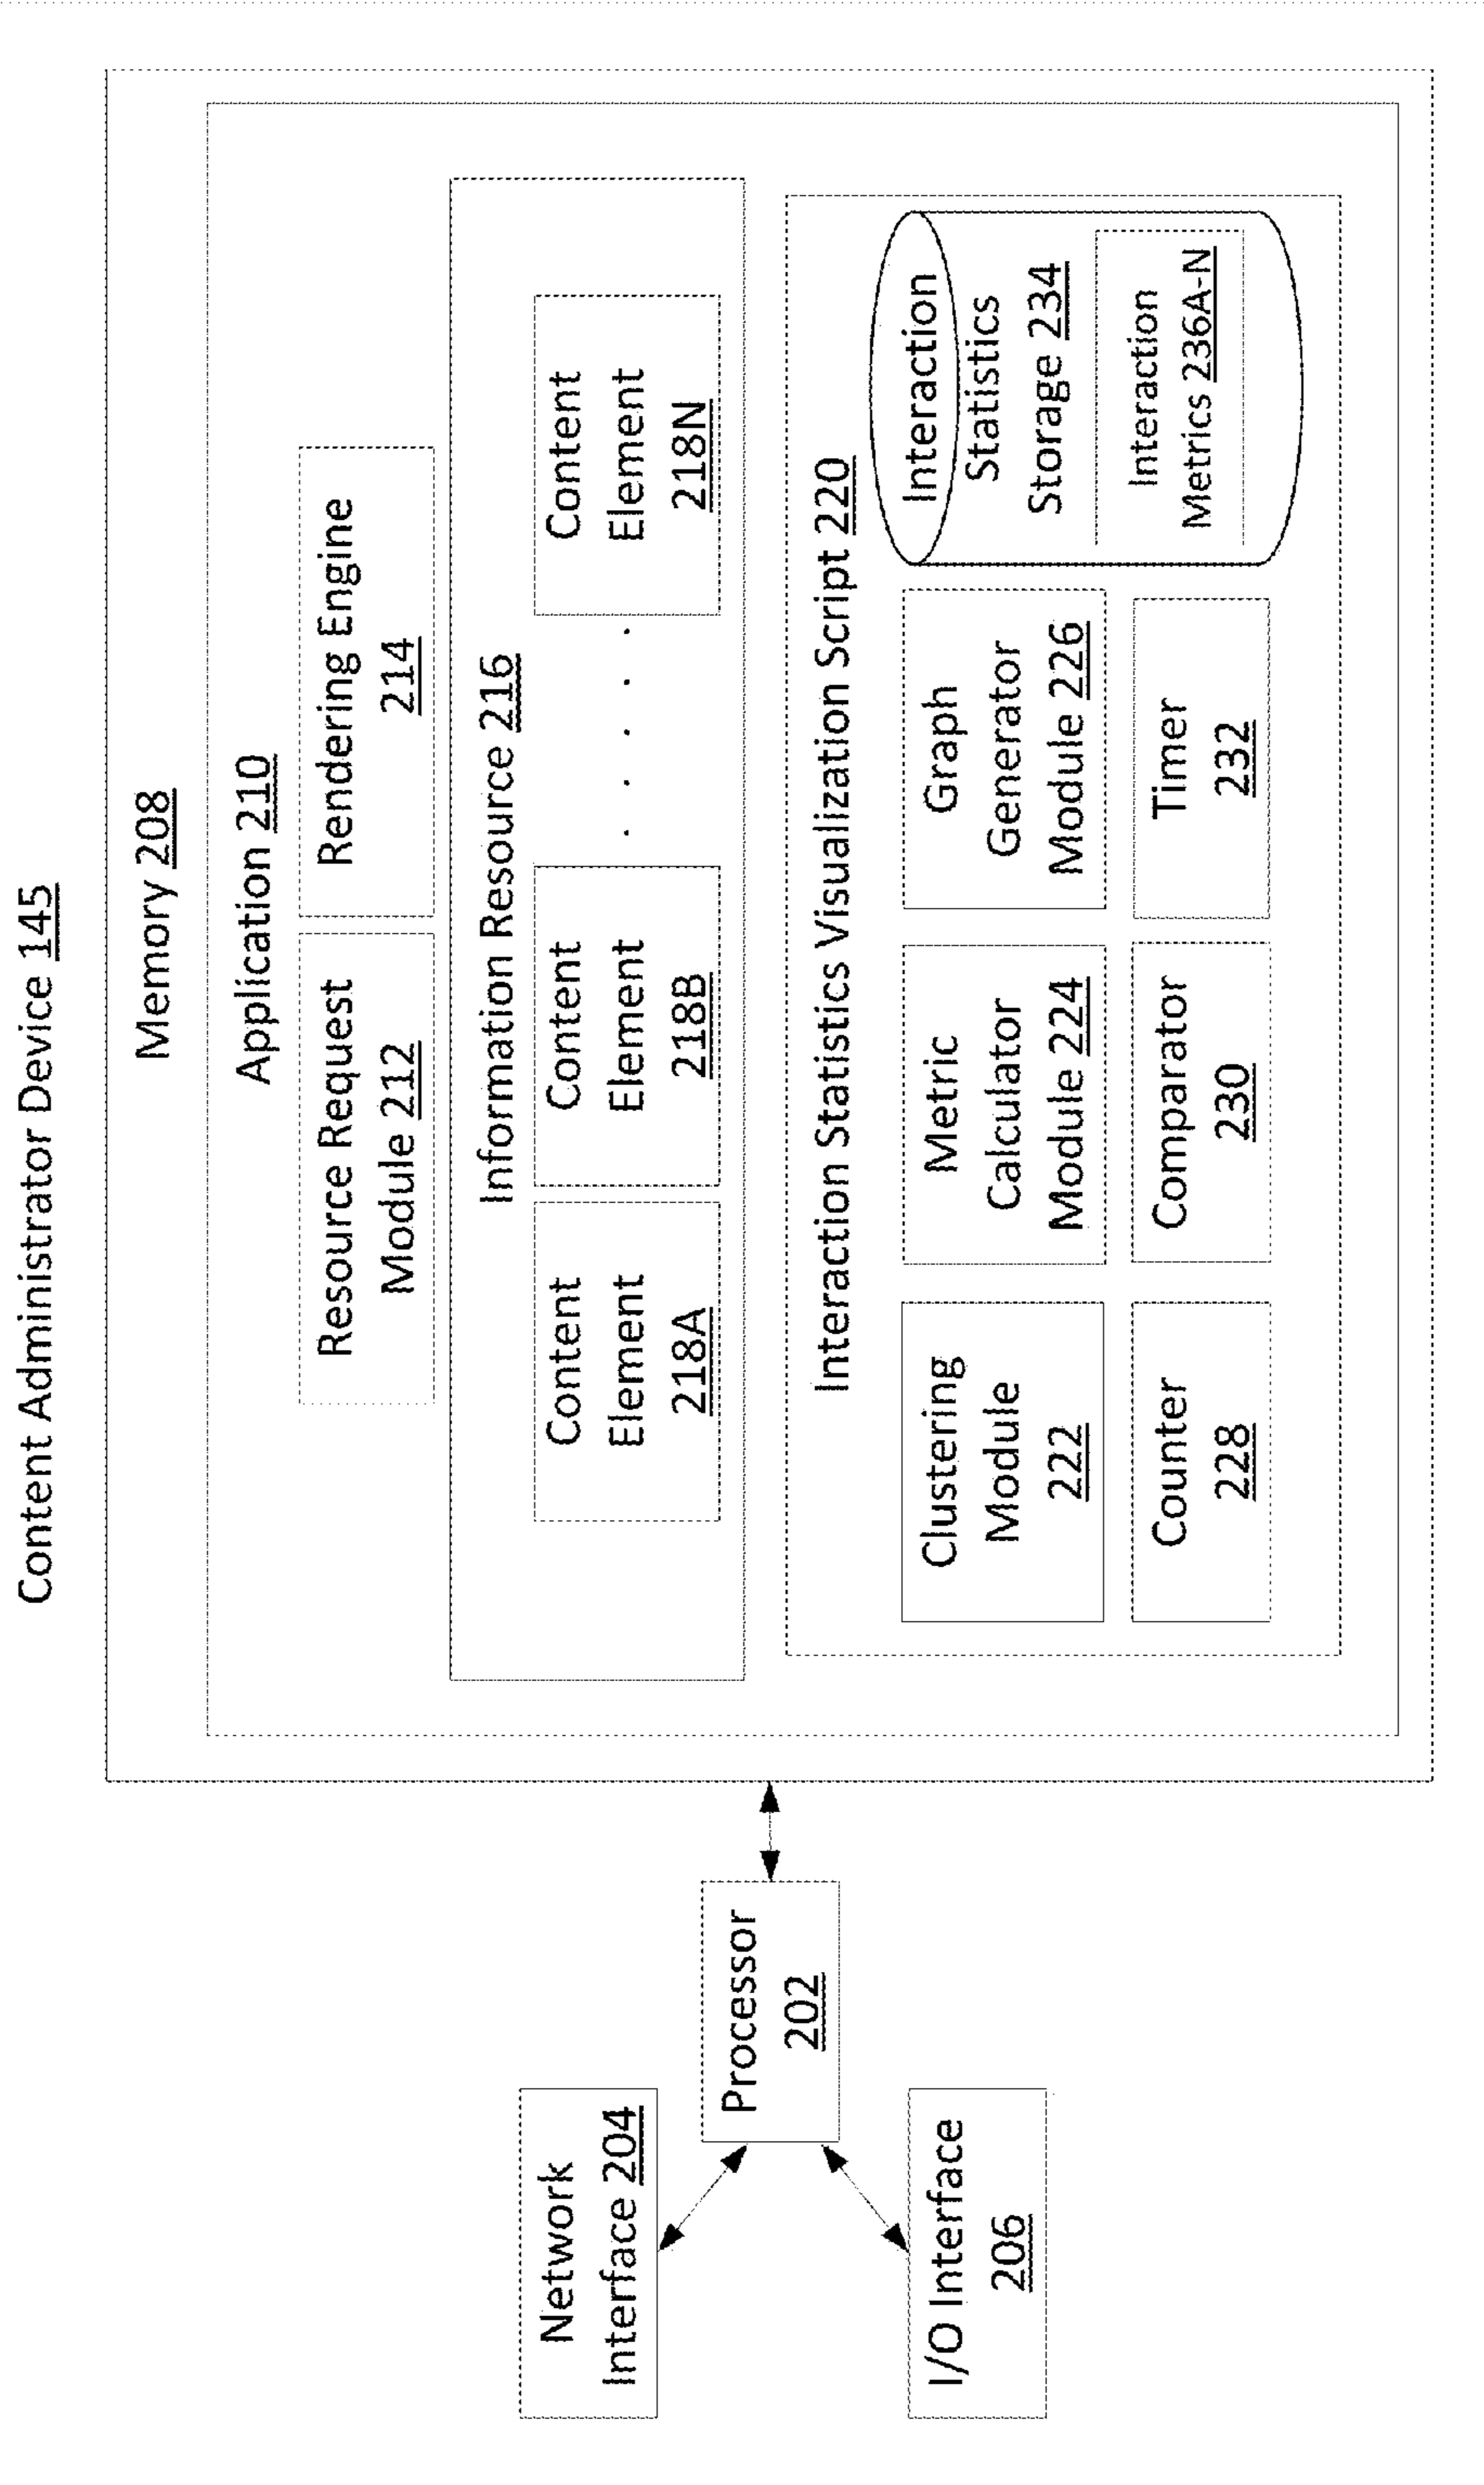 Content Administrator Device 145
Memory 208
Application 210
Resource Request
Module 212
Rendering Engine
214
Information Resource 216
Content
Element
218A
Content
Element
218B
. . . . .
Content
Element
218N
Interaction Statistics Visualization Script 220
Clustering
Module
222
Metric
Calculator
Module 224
Graph
Generator
Module 226
Counter
228
Comparator
230
Timer
232
Interaction
Statistics
Storage 234
Interaction
Metrics 236A-N
Network
Interface 204
Processor
202
I/O Interface
206